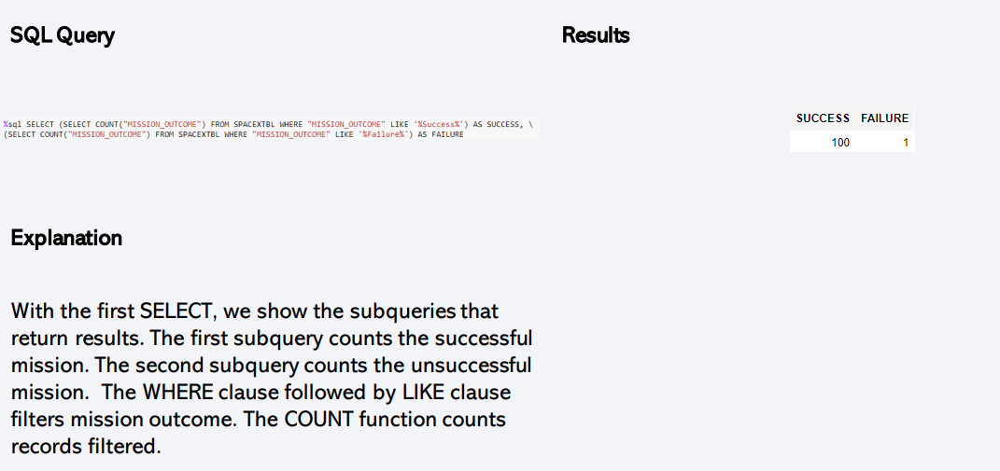 SQL Query
Results
%sql SELECT (SELECT COUNT("MISSION_OUTCOME") FROM SPACEXTBL WHERE "MISSION_OUTCOME" LIKE '%Success%') AS SUCCESS, \
(SELECT COUNT("MISSION_OUTCOME") FROM SPACEXTBL WHERE "MISSION_OUTCOME" LIKE '%Failure%') AS FAILURE
SUCCESS FAILURE
100 1
Explanation
With the first SELECT, we show the subqueries that
return results. The first subquery counts the successful
mission. The second subquery counts the unsuccessful
mission.  The WHERE clause followed by LIKE clause
filters mission outcome. The COUNT function counts
records filtered.